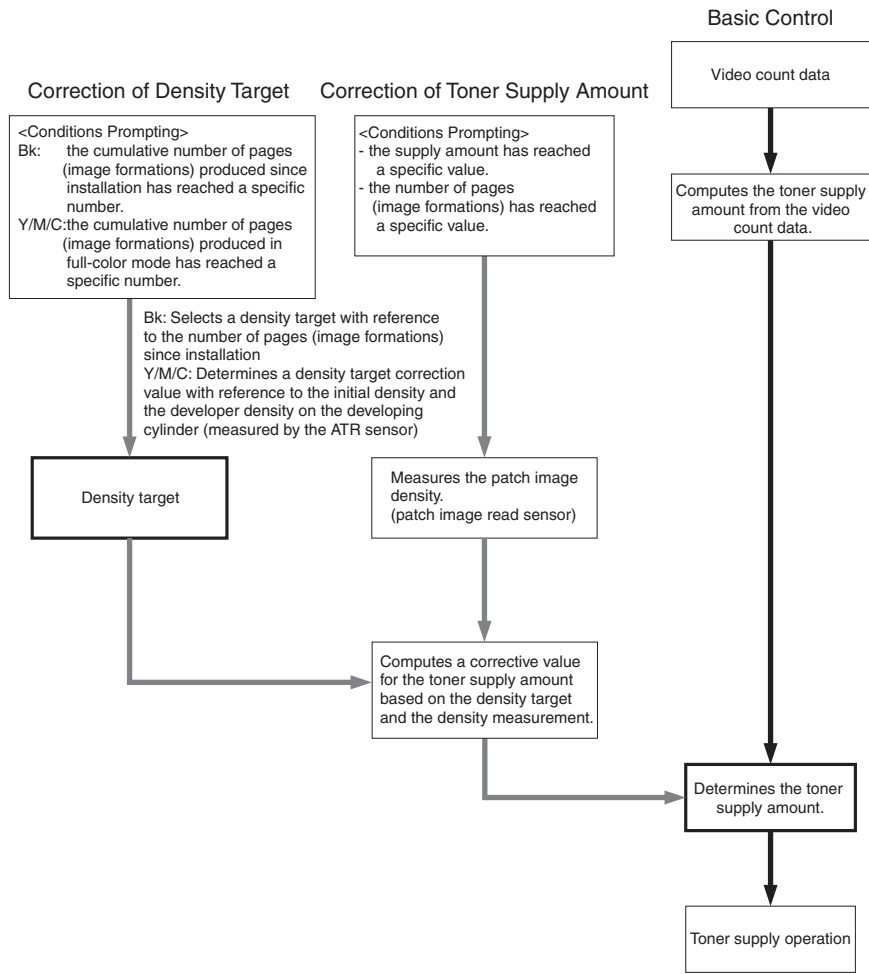 Basic Control
Video count data
Correction of Density Target
Correction of Toner Supply Amount
<Conditions Prompting>
Bk: the cumulative number of pages
(image formations) produced since
installation has reached a specific
number.
Y/M/C:the cumulative number of pages
(image formations) produced in
full-color mode has reached a
specific number.
<Conditions Prompting>
- the supply amount has reached
a specific value.
- the number of pages
(image formations) has reached
a specific value.
Computes the toner supply
amount from the video
count data.
Bk: Selects a density target with reference
to the number of pages (image formations)
since installation
Y/M/C: Determines a density target correction
value with reference to the initial density and
the developer density on the developing
cylinder (measured by the ATR sensor)
Density target
Measures the patch image
density.
(patch image read sensor)
Computes a corrective value
for the toner supply amount
based on the density target
and the density measurement.
Determines the toner
supply amount.
Toner supply operation